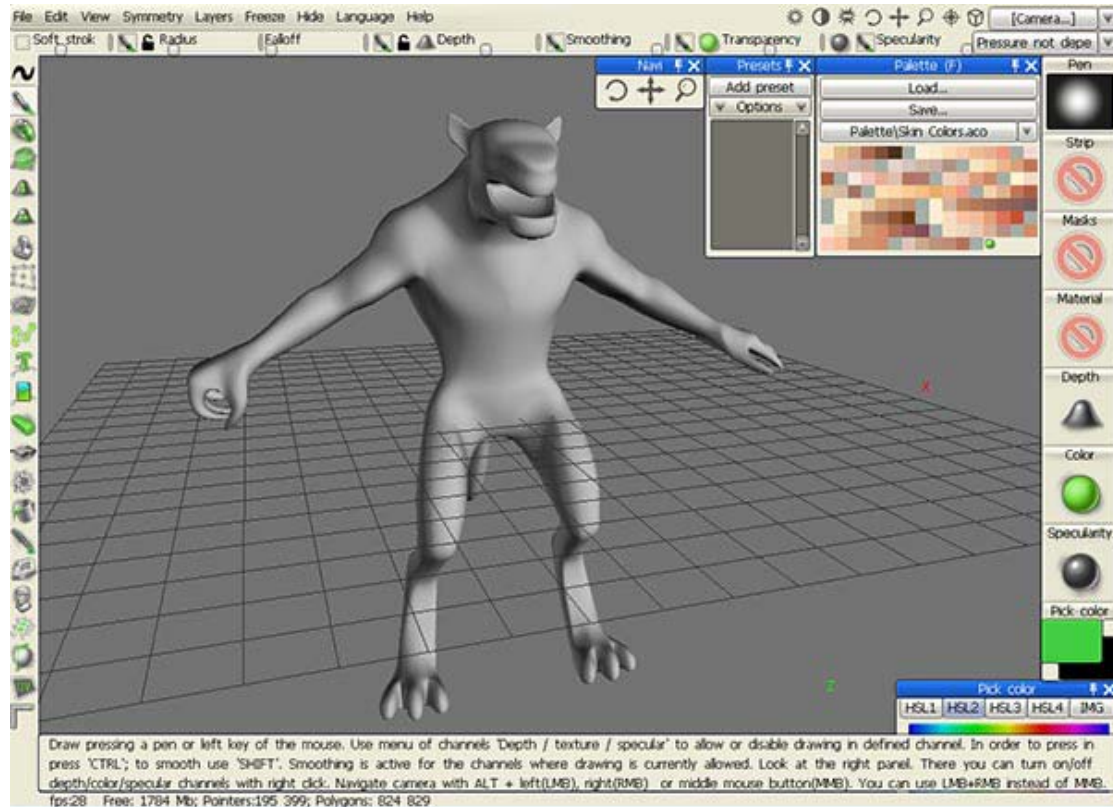 File Edit View Symmetry Layers Freeze Hide Language Help
[Camera...]
Soft_strok Radius Falloff Depth Smoothing Transparency Specularity Pressure not depe
Navi
Presets
Palette (F)
Pen
Add preset
Options
Load...
Save...
Palette\Skin Colors.aco
Strip
Masks
Material
Depth
X
Color
Specularity
Pick color
Z
Pick color
HSL1 HSL2 HSL3 HSL4 IMG
Draw pressing a pen or left key of the mouse. Use menu of channels 'Depth / texture / specular' to allow or disable drawing in defined channel. In order to press in
press 'CTRL'; to smooth use 'SHIFT'. Smoothing is active for the channels where drawing is currently allowed. Look at the right panel. There you can turn on/off
depth/color/specular channels with right click. Navigate camera with ALT + left(LMB), right(RMB) or middle mouse button(MMB). You can use LMB+RMB instead of MMB.
fps:28 Free: 1784 Mb; Pointers:195 399; Polygons: 824 829